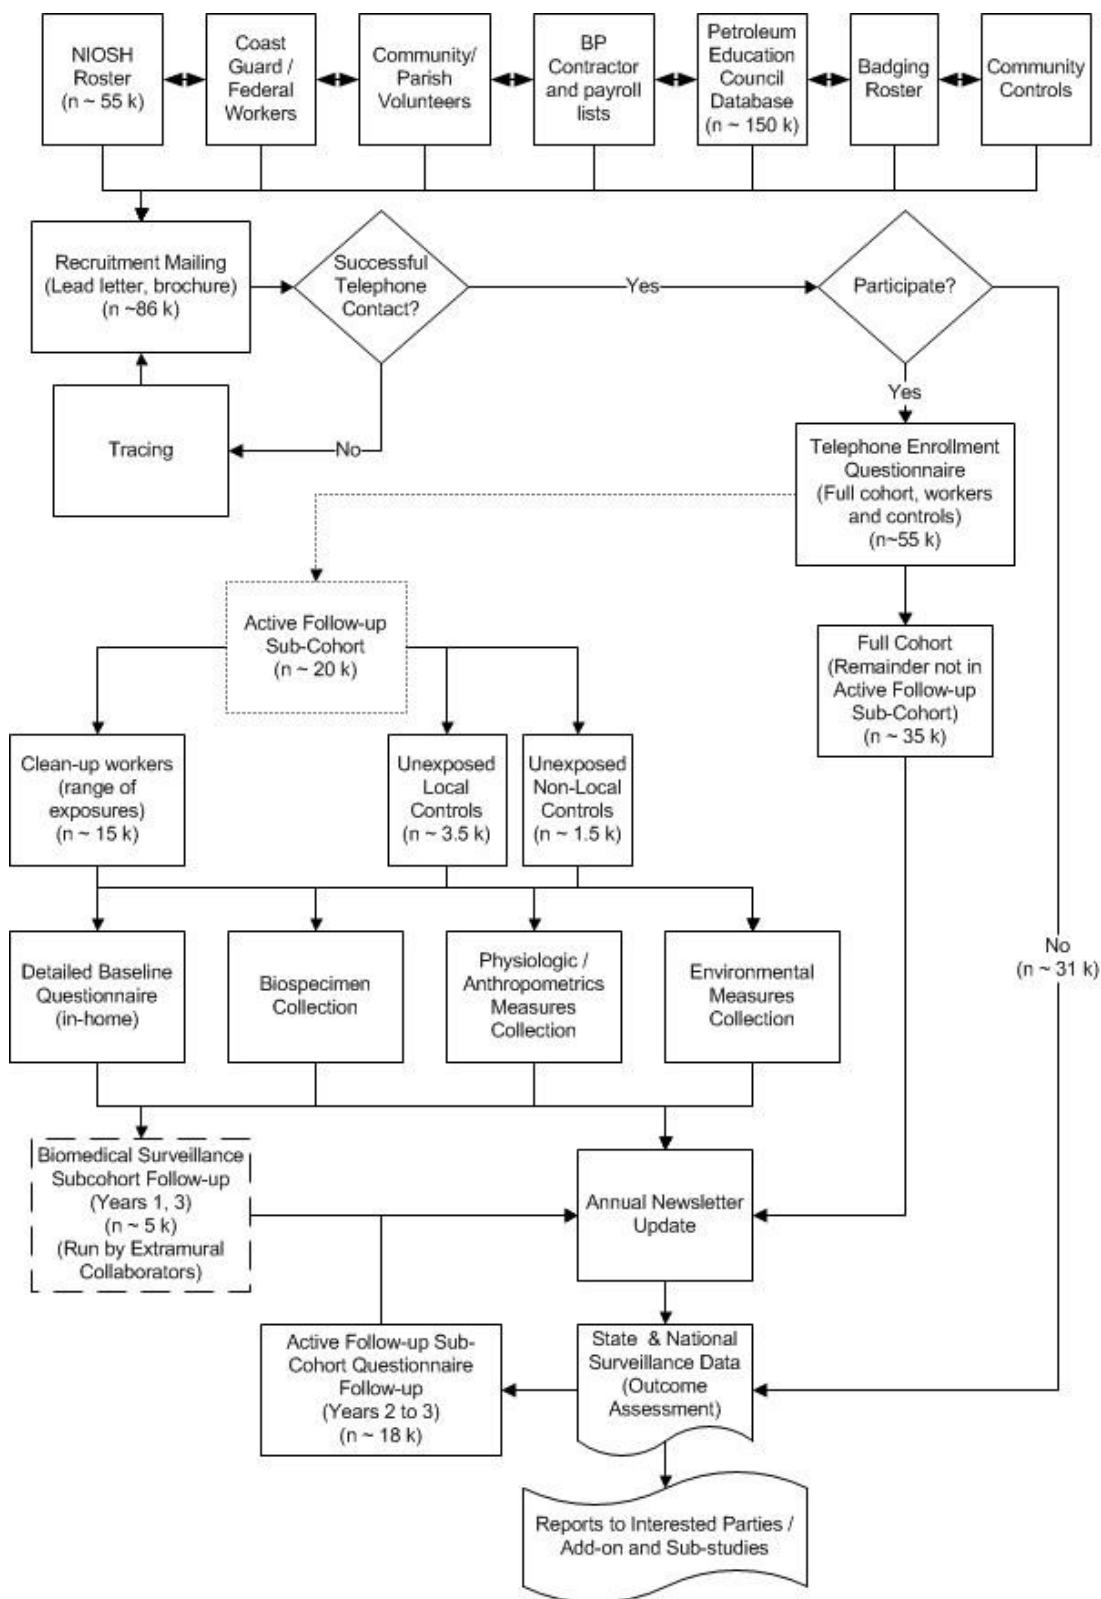 NIOSH
Roster
(n ~ 55 k)
Coast
Guard /
Federal
Workers
Community/
Parish
Volunteers
BP
Contractor
and payroll
lists
Petroleum
Education
Council
Database
(n ~ 150 k)
Badging
Roster
Community
Controls
Recruitment Mailing
(Lead letter, brochure)
(n ~86 k)
Successful
Telephone
Contact?
Yes
Participate?
Tracing
No
Yes
Telephone Enrollment
Questionnaire
(Full cohort, workers
and controls)
(n~55 k)
Active Follow-up
Sub-Cohort
(n ~ 20 k)
Full Cohort
(Remainder not in
Active Follow-up
Sub-Cohort)
(n ~ 35 k)
Clean-up workers
(range of
exposures)
(n ~ 15 k)
Unexposed
Local
Controls
(n ~ 3.5 k)
Unexposed
Non-Local
Controls
(n ~ 1.5 k)
No
(n ~ 31 k)
Detailed Baseline
Questionnaire
(in-home)
Biospecimen
Collection
Physiologic /
Anthropometrics
Measures
Collection
Environmental
Measures
Collection
Biomedical Surveillance
Subcohort Follow-up
(Years 1, 3)
(n ~ 5 k)
(Run by Extramural
Collaborators)
Annual Newsletter
Update
Active Follow-up Sub-
Cohort Questionnaire
Follow-up
(Years 2 to 3)
(n ~ 18 k)
State & National
Surveillance Data
(Outcome
Assessment)
Reports to Interested Parties /
Add-on and Sub-studies